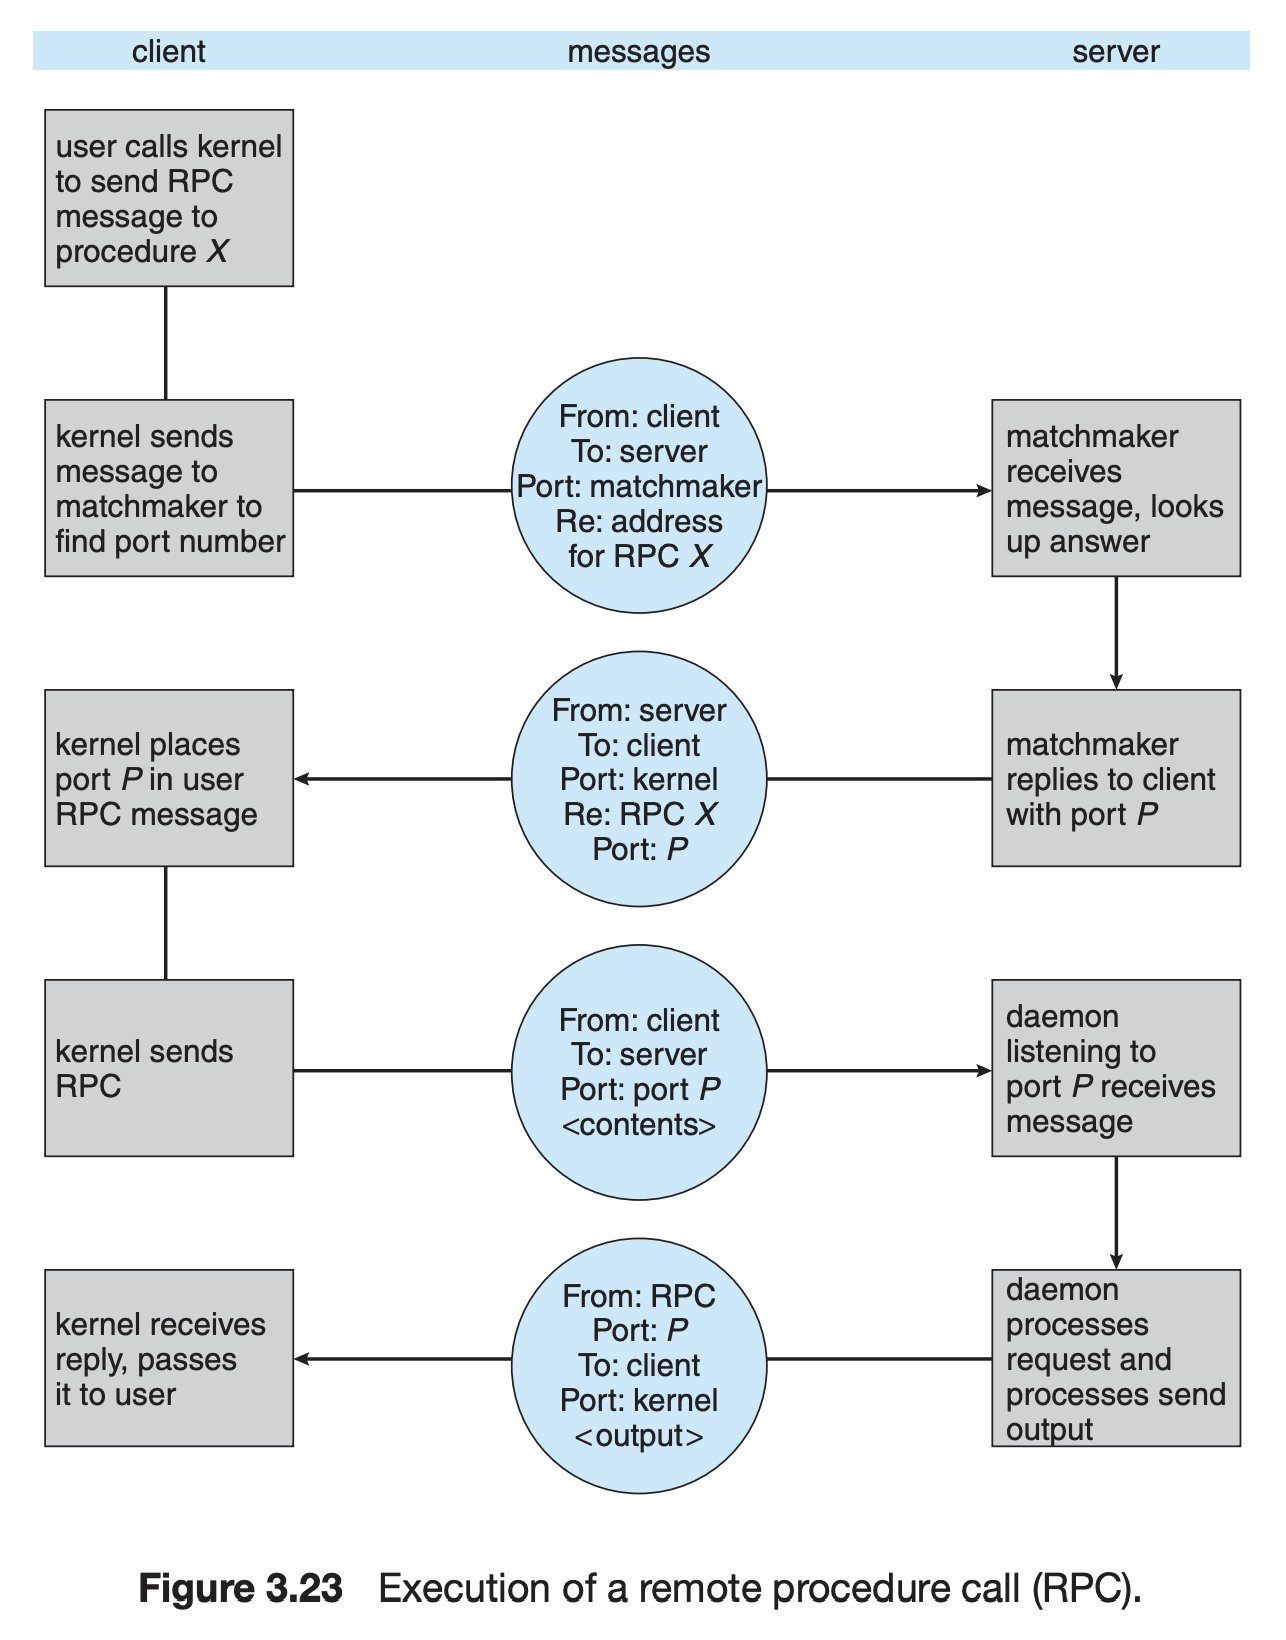 client
messages
server
user calls kernel
to send RPC
message to
procedure X
kernel sends
message to
matchmaker to
find port number
From: client
To: server
Port: matchmaker
Re: address
for RPC X
matchmaker
receives
message, looks
up answer
kernel places
port P in user
RPC message
From: server
To: client
Port: kernel
Re: RPC X
Port: P
matchmaker
replies to client
with port P
kernel sends
RPC
From: client
To: server
Port: port P
<contents>
daemon
listening to
port P receives
message
kernel receives
reply, passes
it to user
From: RPC
Port: P
To: client
Port: kernel
<output>
daemon
processes
request and
processes send
output
Figure 3.23 Execution of a remote procedure call (RPC).